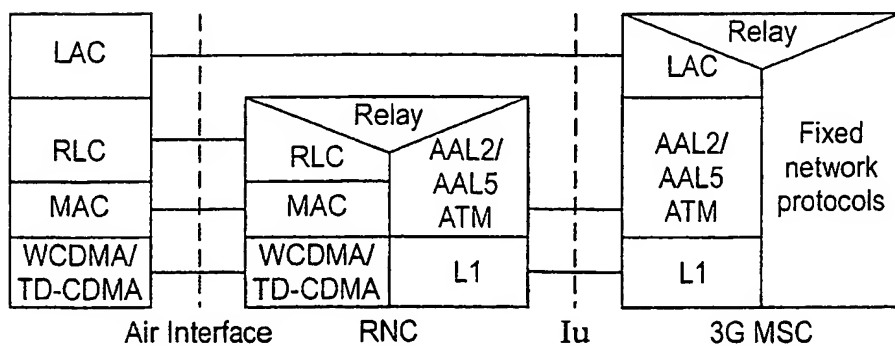 LAC
RLC
MAC
WCDMA/
TD-CDMA
Air Interface
Relay
RLC
MAC
WCDMA/
TD-CDMA
AAL2/
AAL5
ATM
L1
RNC
Iu
Relay
LAC
AAL2/
AAL5
ATM
L1
Fixed
network
protocols
3G MSC